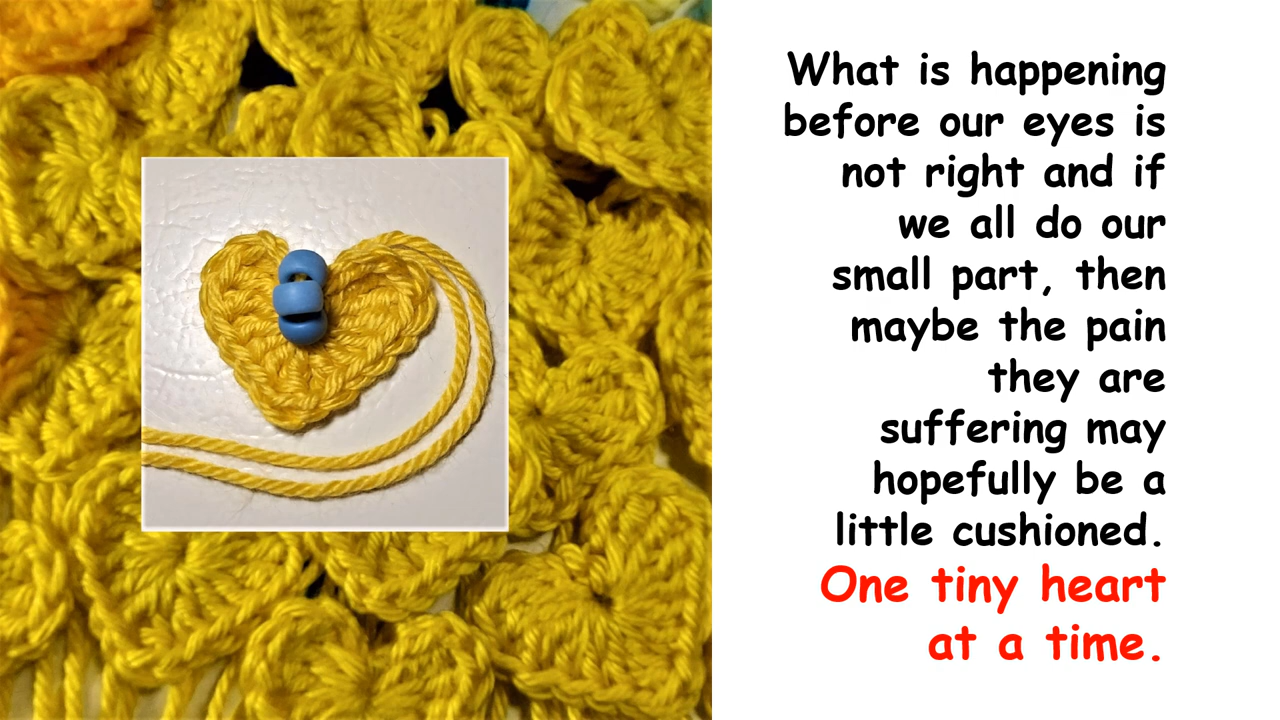 What is happening
before our eyes is
not right and if
we all do our
small part, then
maybe the pain
they are
suffering may
hopefully be a
little cushioned.
One tiny heart
at a time.